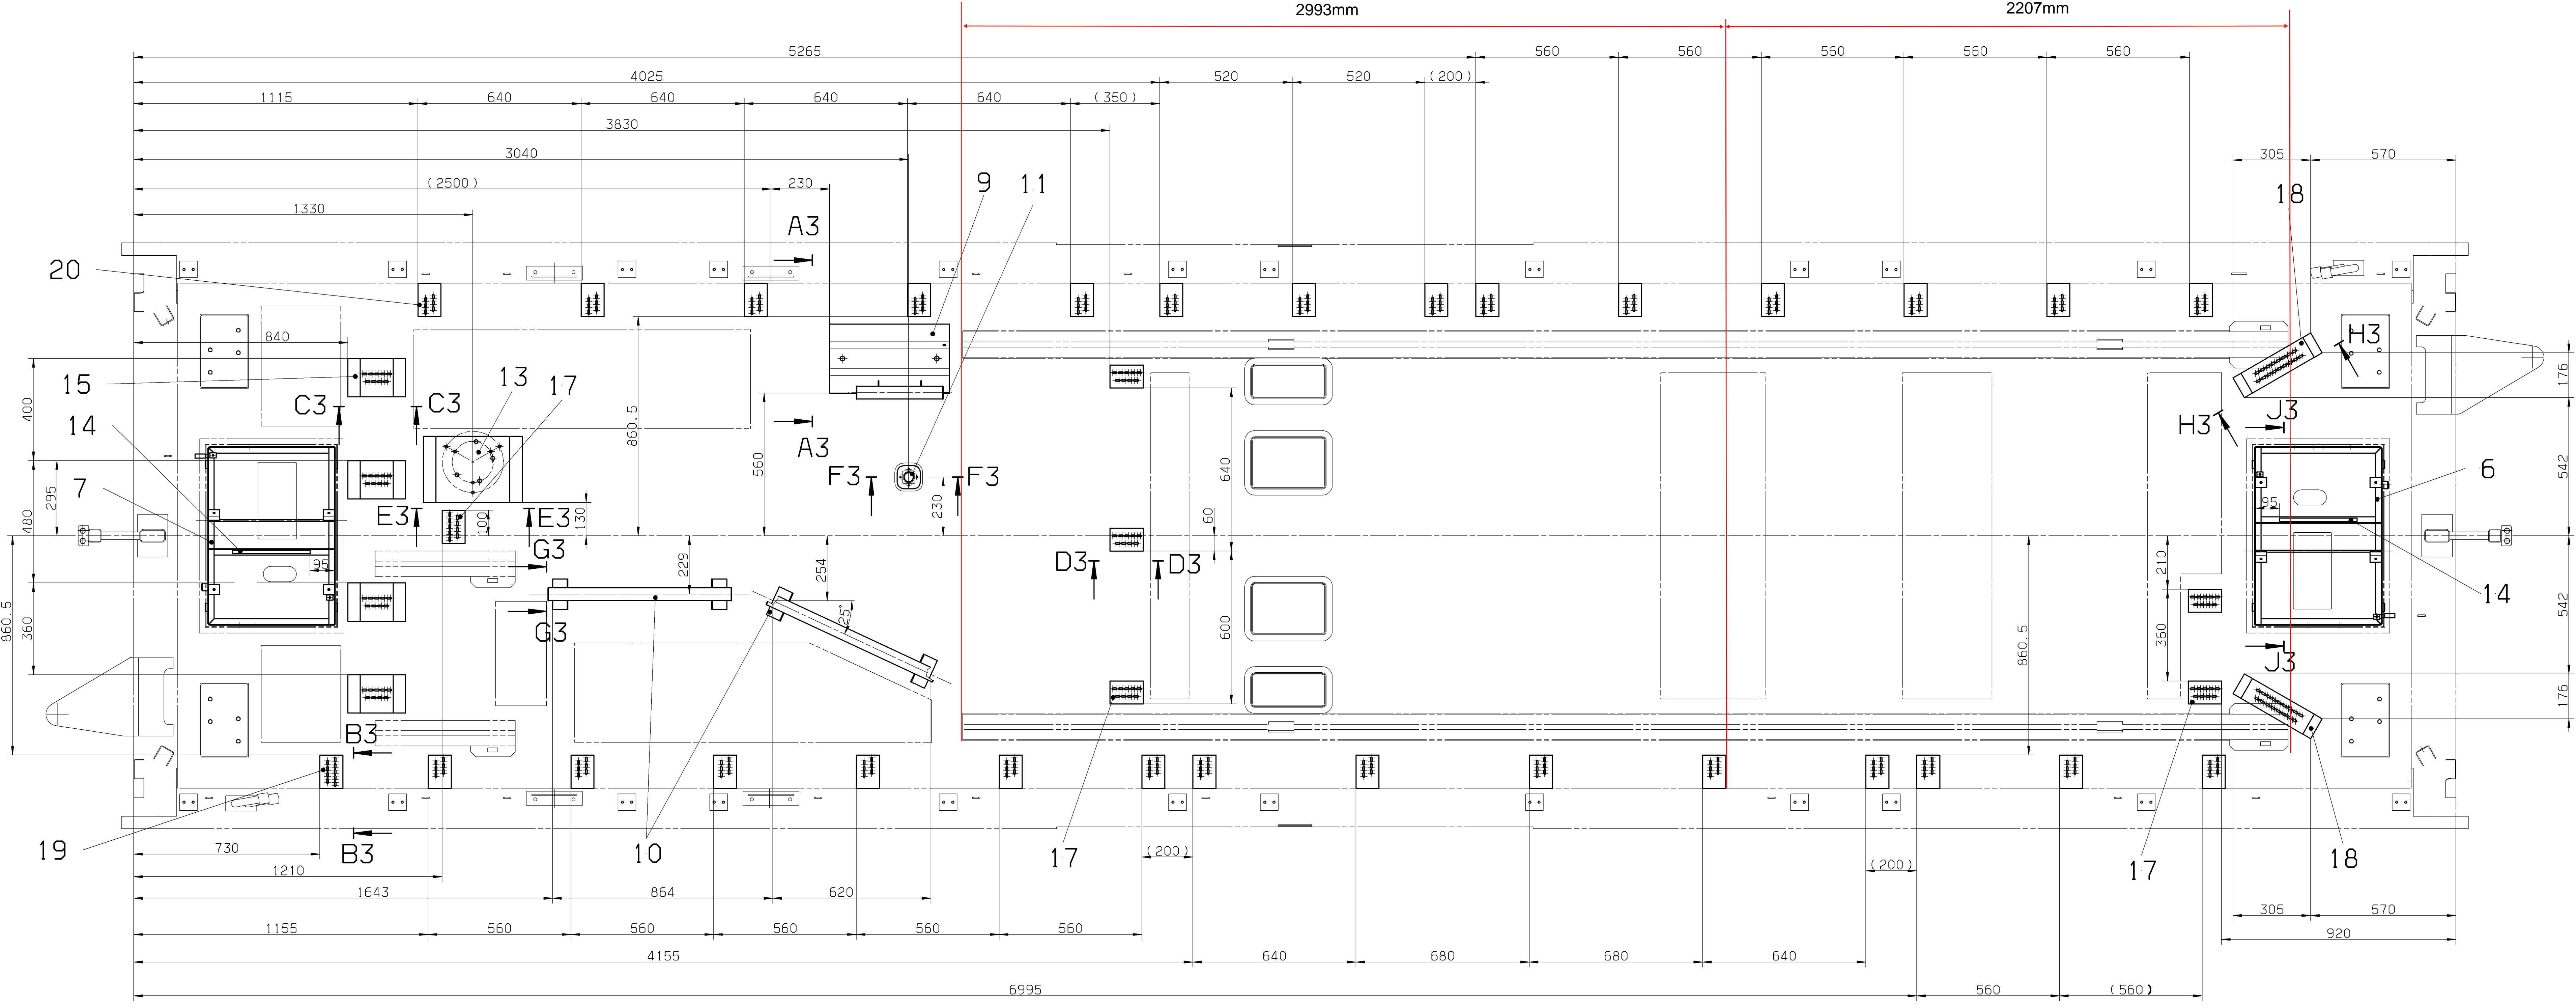 2993mm 2207mm
5265 560 560 560 560 560
4025 520 520 (200)
1115 640 640 640 640 (350)
3830
3040 305 570
(2500) 230 9 11 18
1330
A3
20
H3
840
15 13 17
C3 C3 J3
400 14 860.5 H3 176
A3
560 640 542
F3 F3 6
7 295 230 95
480 E3 E3 100 130 60
G3
95 229 254 D3 D3 210
14
860.5 360 G3 25° 600 860.5 360 542
J3
176
B3
19 B3 10 17 (200) 17 18
730 (200)
1210
1643 864 620
305 570
1155 560 560 560 560 560 920
4155 640 680 680 640
6995 560 (560)